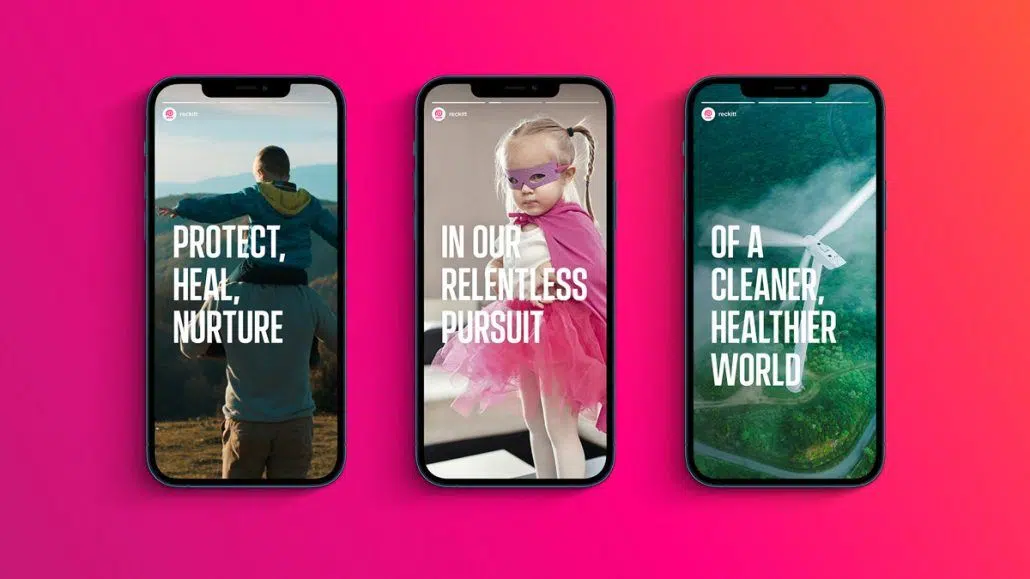 reckitt
PROTECT,
HEAL,
NURTURE
reckitt
IN OUR
RELENTLESS
PURSUIT
reckitt
OF A
CLEANER,
HEALTHIER
WORLD